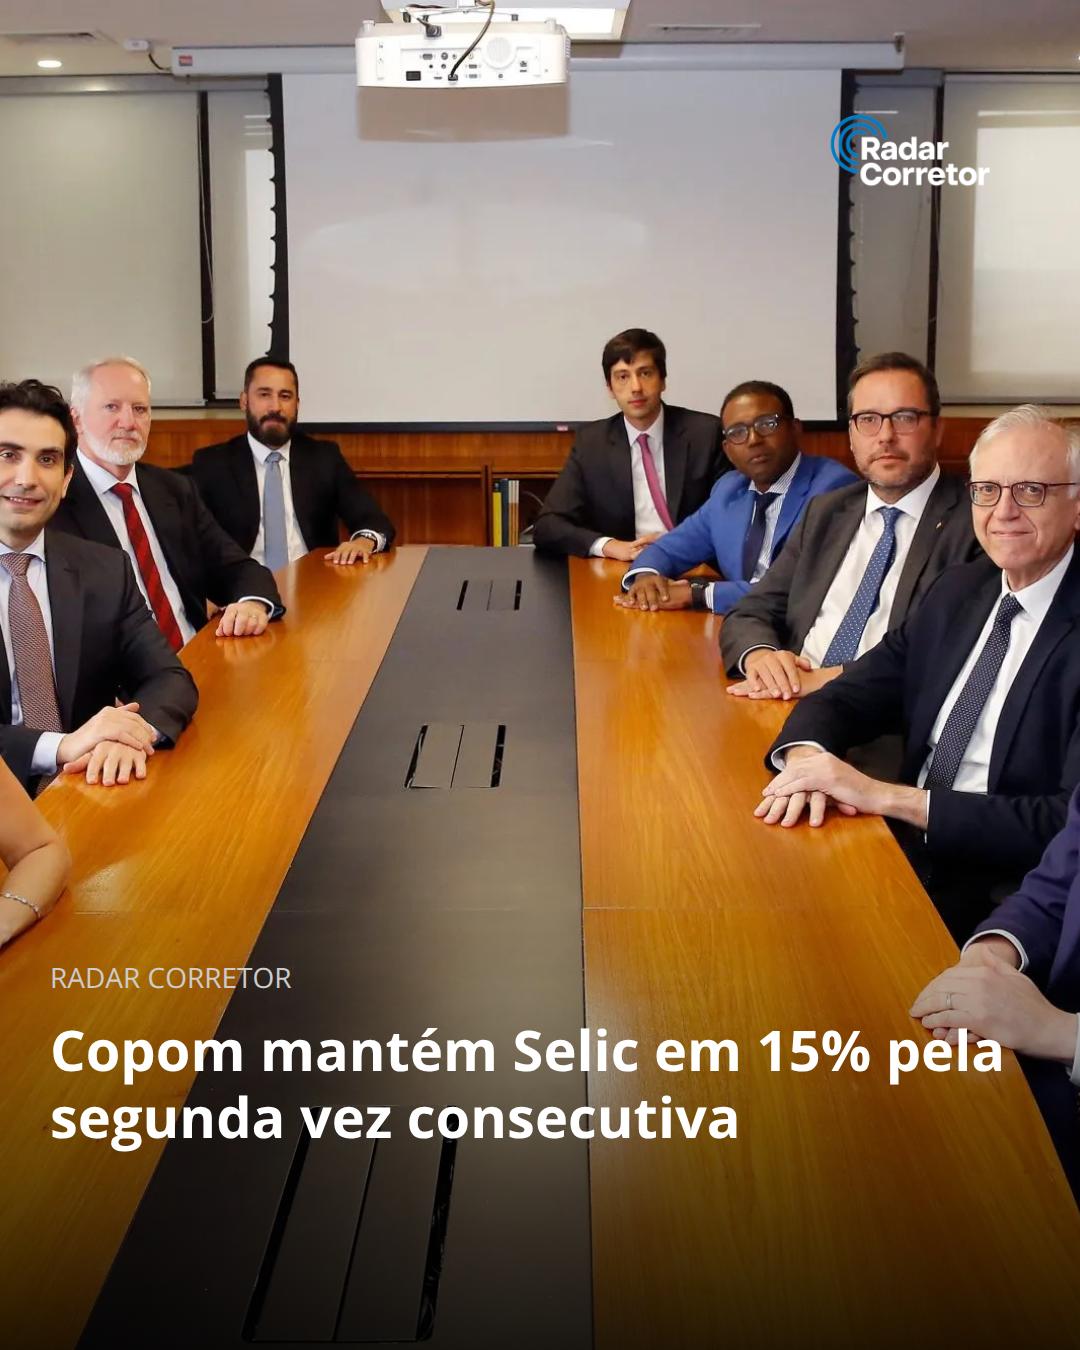 Radar
Corretor
RADAR CORRETOR
Copom mantém Selic em 15% pela
segunda vez consecutiva